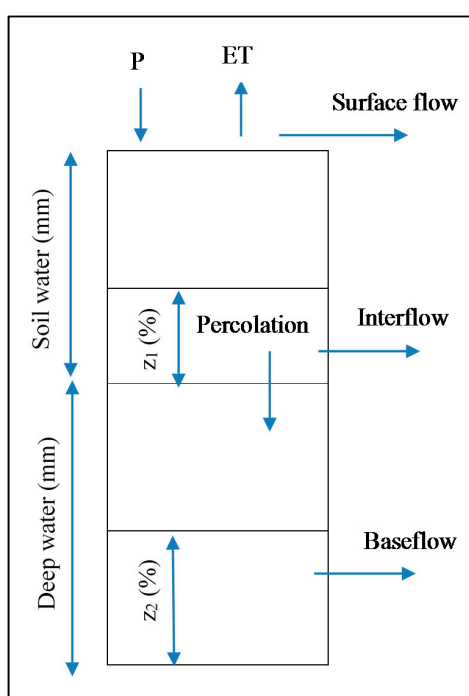 P
ET
Surface flow
Soil water (mm)
z₁ (%)
Percolation
Interflow
Deep water (mm)
z₂ (%)
Baseflow